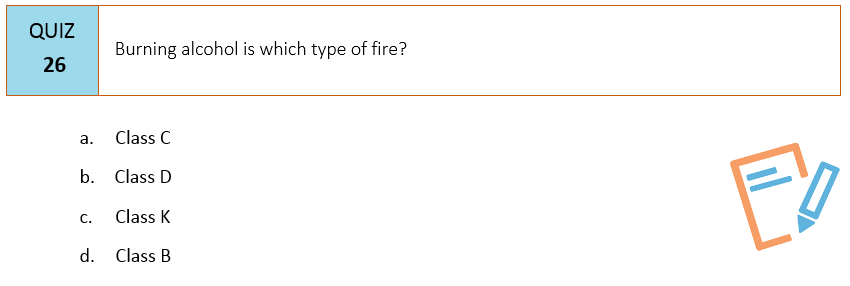 QUIZ
26
Burning alcohol is which type of fire?
a. Class C
b. Class D
c. Class K
d. Class B